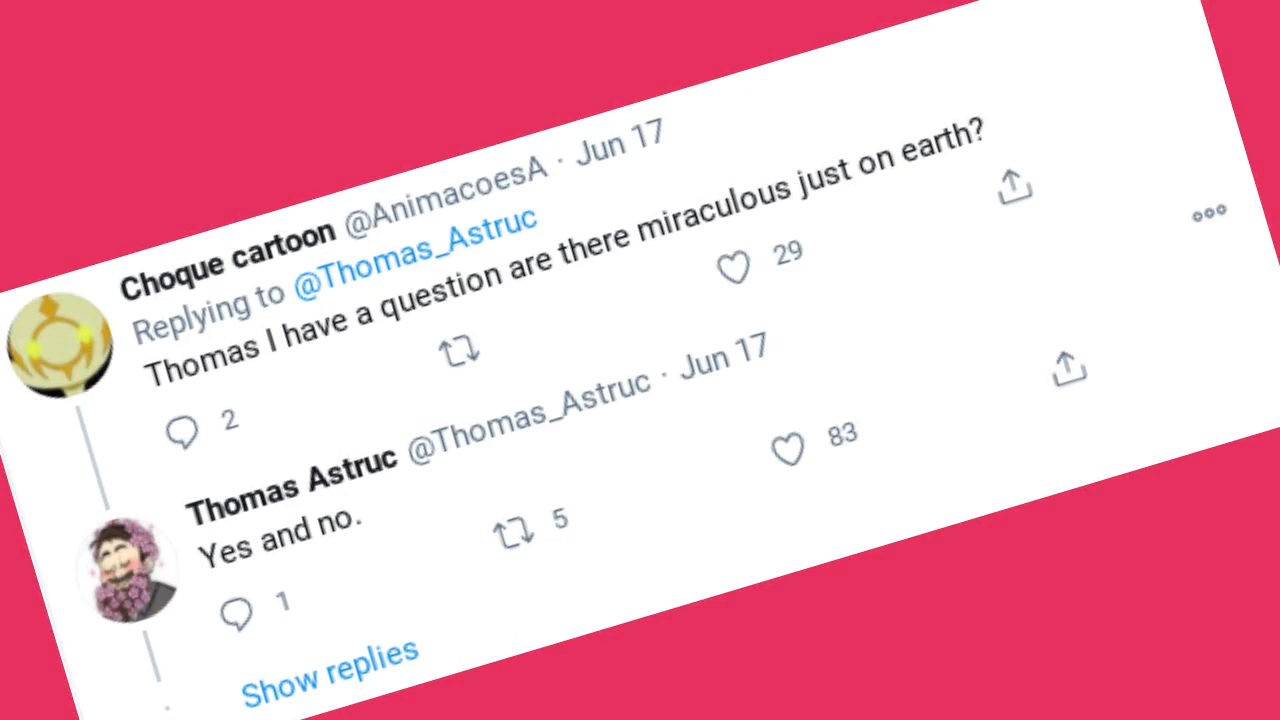 Choque cartoon @AnimacoesA · Jun 17
Replying to @Thomas_Astruc
Thomas I have a question are there miraculous just on earth?
2 29
Thomas Astruc @Thomas_Astruc · Jun 17
Yes and no.
1 5 83
Show replies